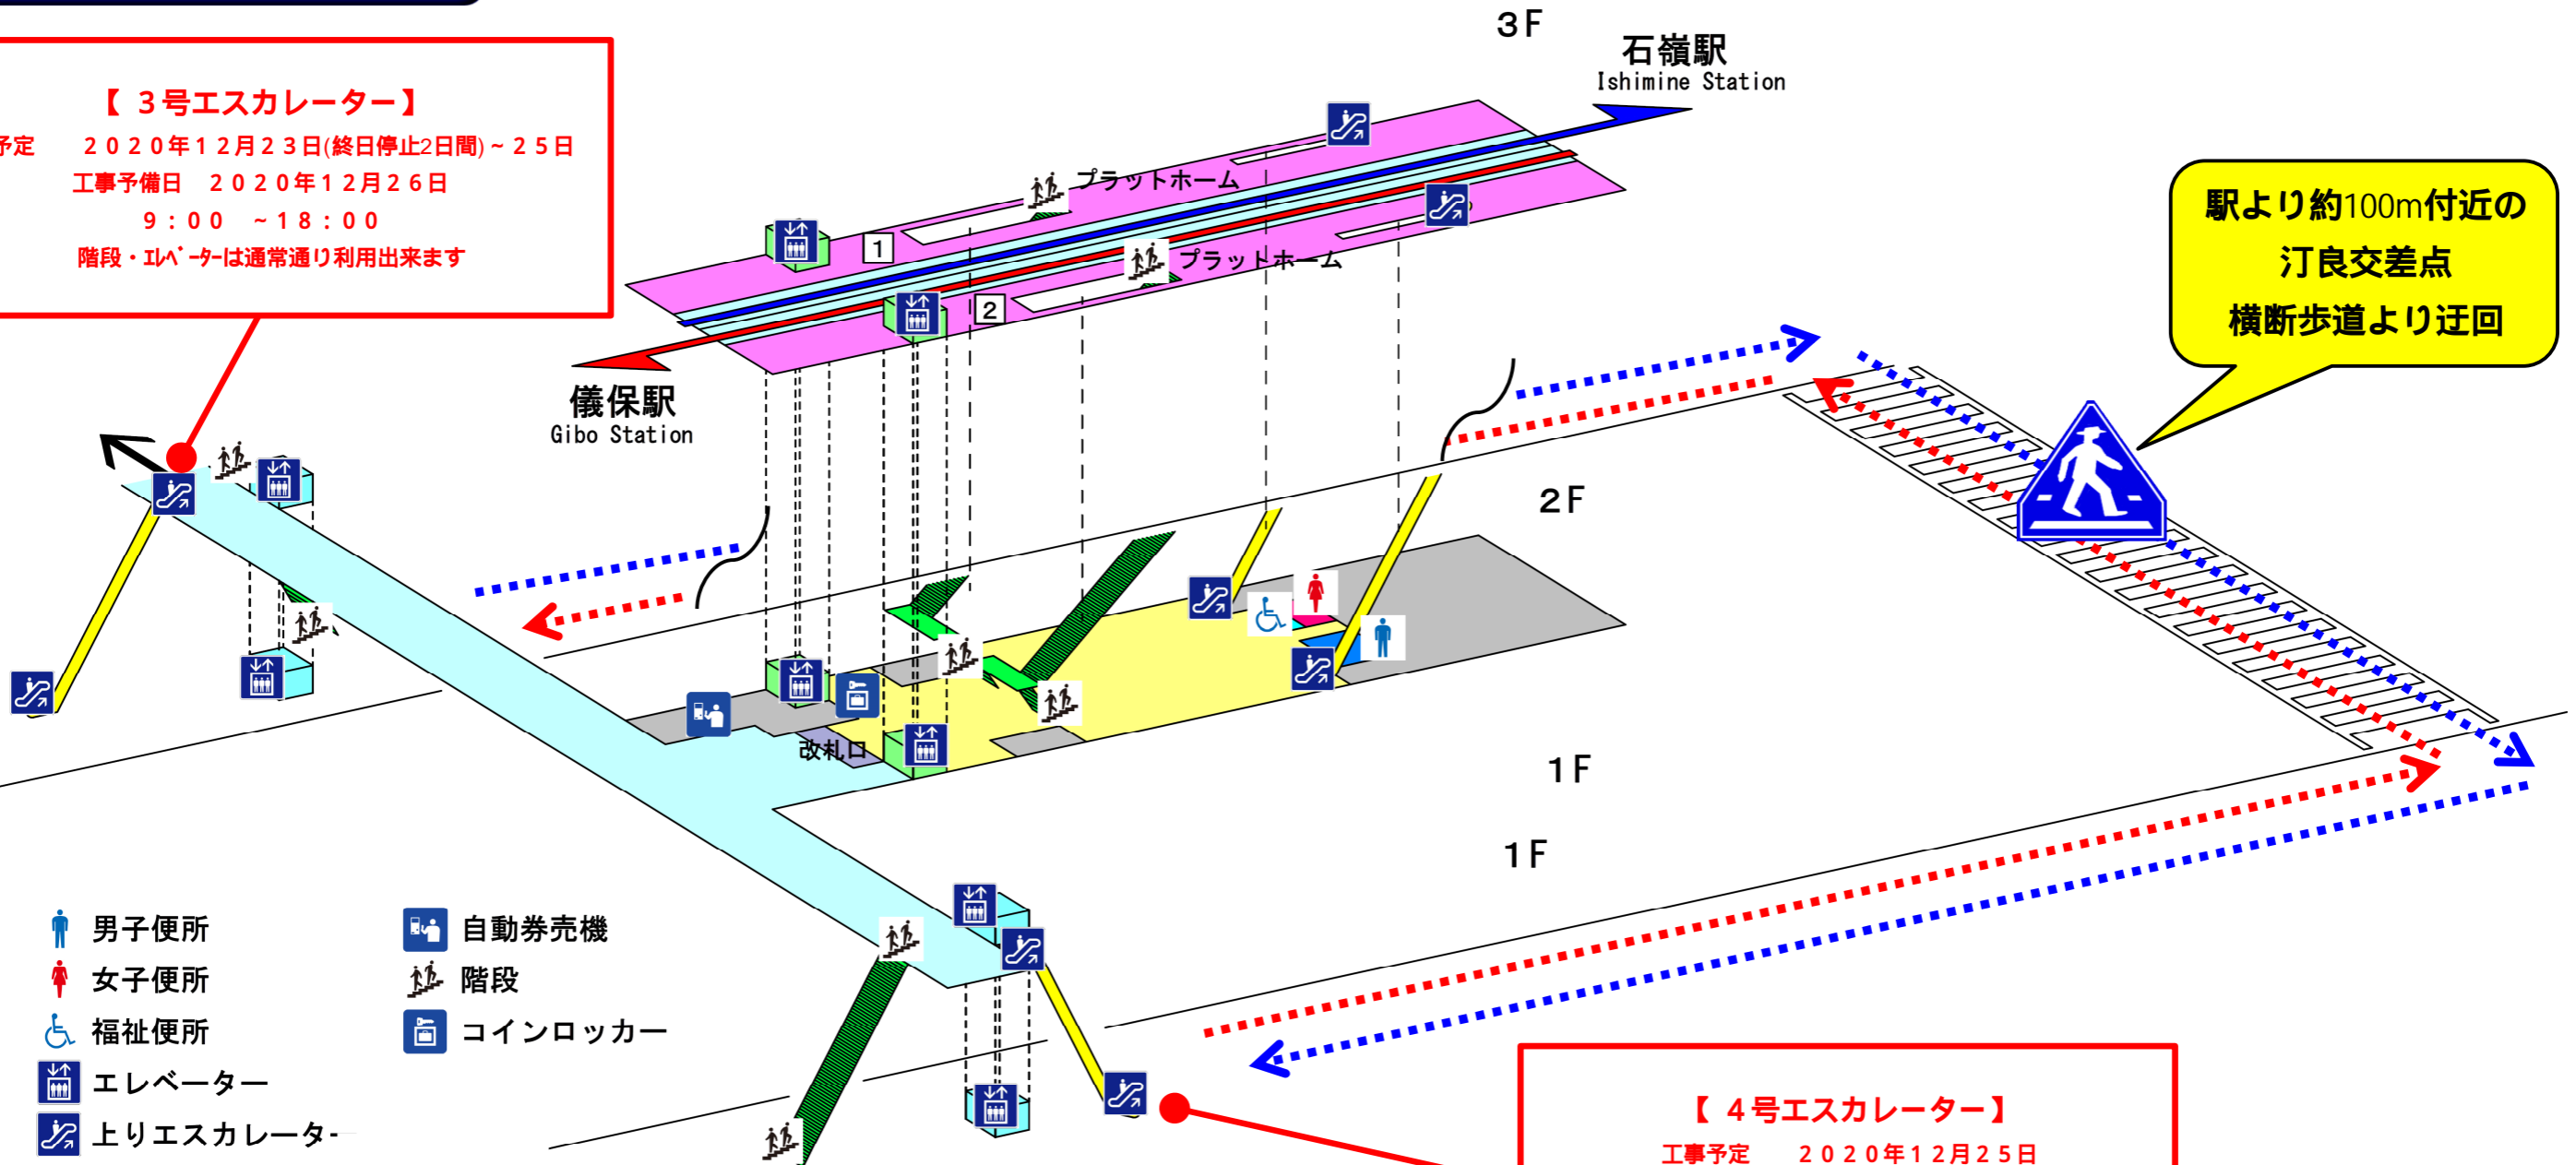 3F
石嶺駅
Ishimine Station
【 3号エスカレーター】
予定 2020年12月23日(終日停止2日間)~25日
工事予備日 2020年12月26日
9:00 ~18:00
階段・エレベーターは通常通り利用出来ます
プラットホーム
1
プラットホーム
2
駅より約100m付近の
汀良交差点
横断歩道より迂回
儀保駅
Gibo Station
2F
改札口
1F
1F
男子便所
女子便所
福祉便所
エレベーター
上りエスカレーター
自動券売機
階段
コインロッカー
【 4号エスカレーター】
工事予定 2020年12月25日